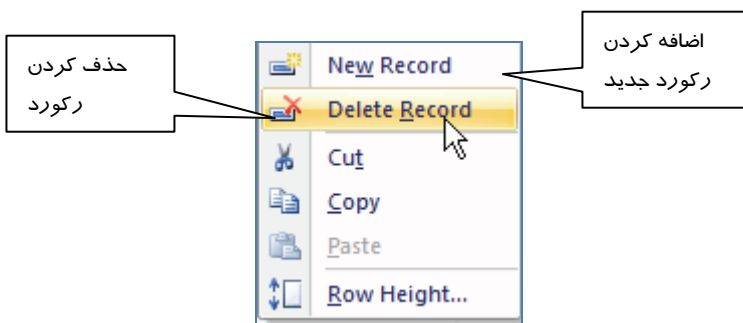 اضافه کردن
رکورد جدید
حذف کردن
رکورد
New Record
Delete Record
Cut
Copy
Paste
Row Height...